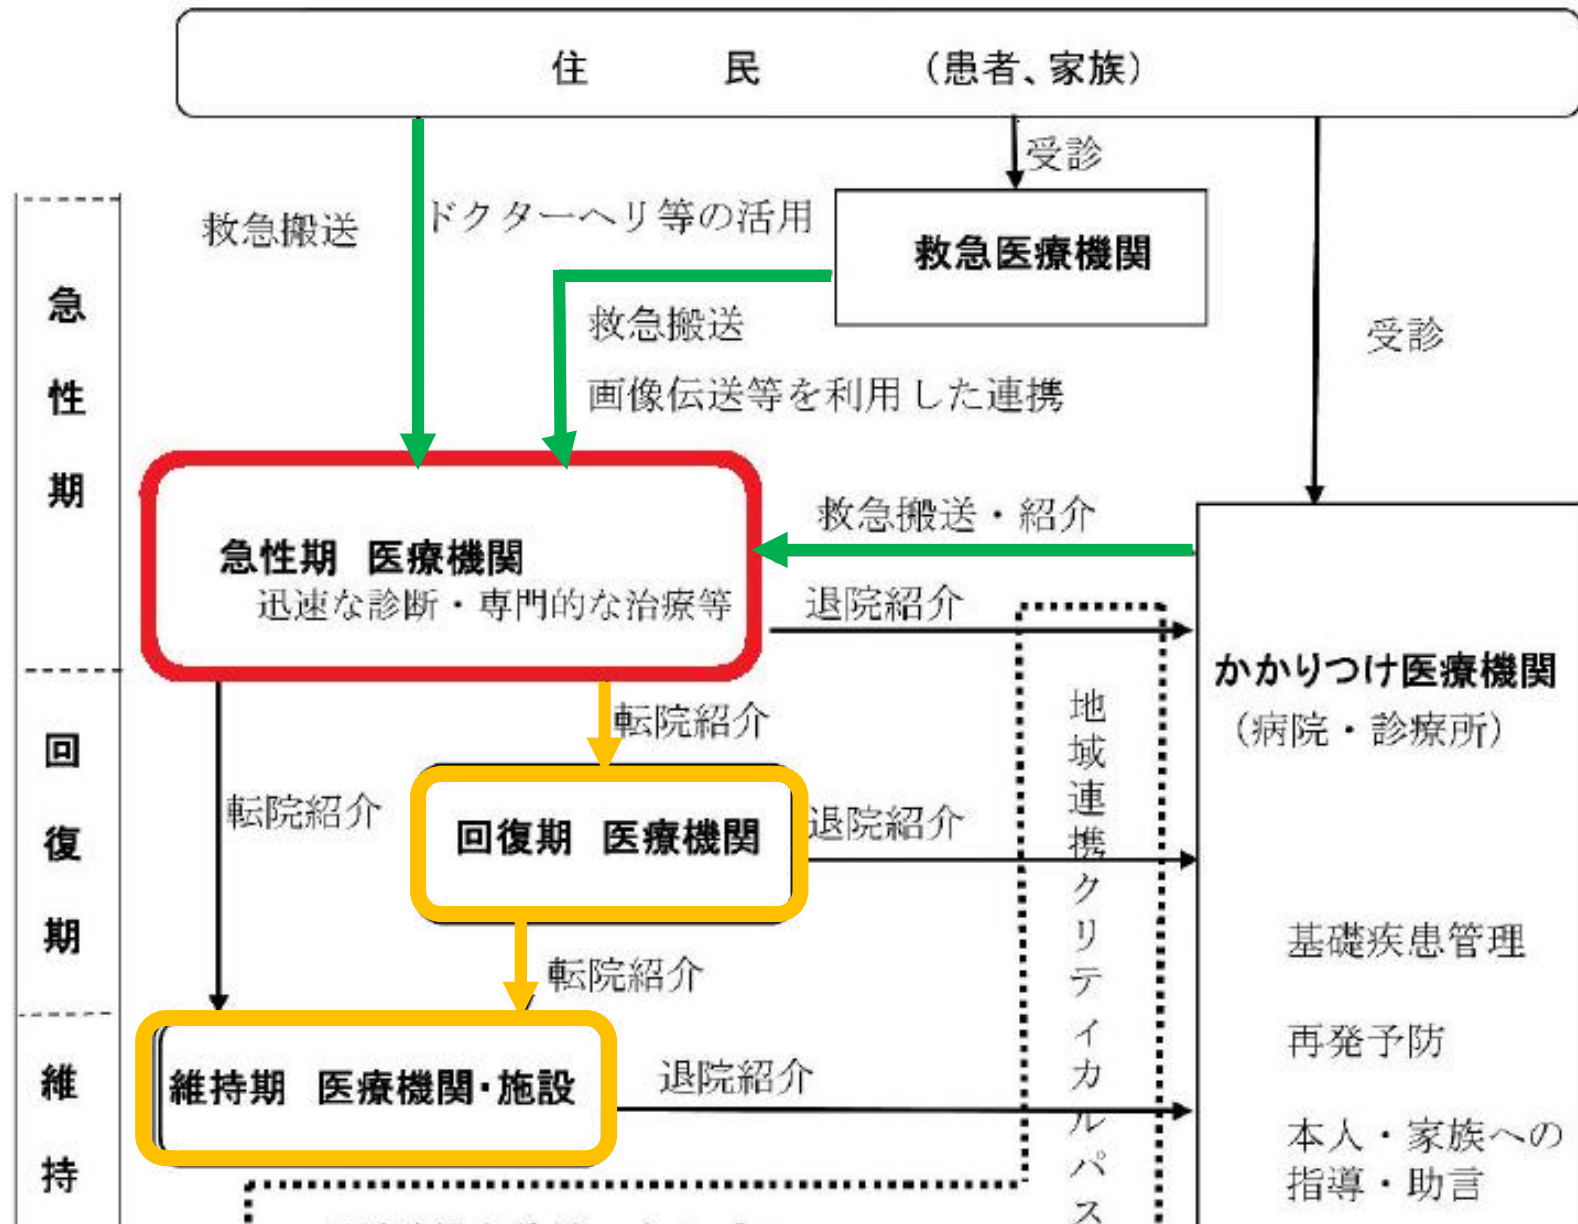 住 民 (患者、家族)
受診
救急搬送
ドクターヘリ等の活用
救急医療機関
救急搬送
画像伝送等を利用した連携
受診
急性期
救急搬送・紹介
急性期 医療機関
迅速な診断・専門的な治療等
退院紹介
かかりつけ医療機関
(病院・診療所)
転院紹介
地域連携クリティカルパス
回復期
転院紹介
回復期 医療機関
退院紹介
基礎疾患管理
転院紹介
再発予防
維持
維持期 医療機関・施設
退院紹介
本人・家族への
指導・助言